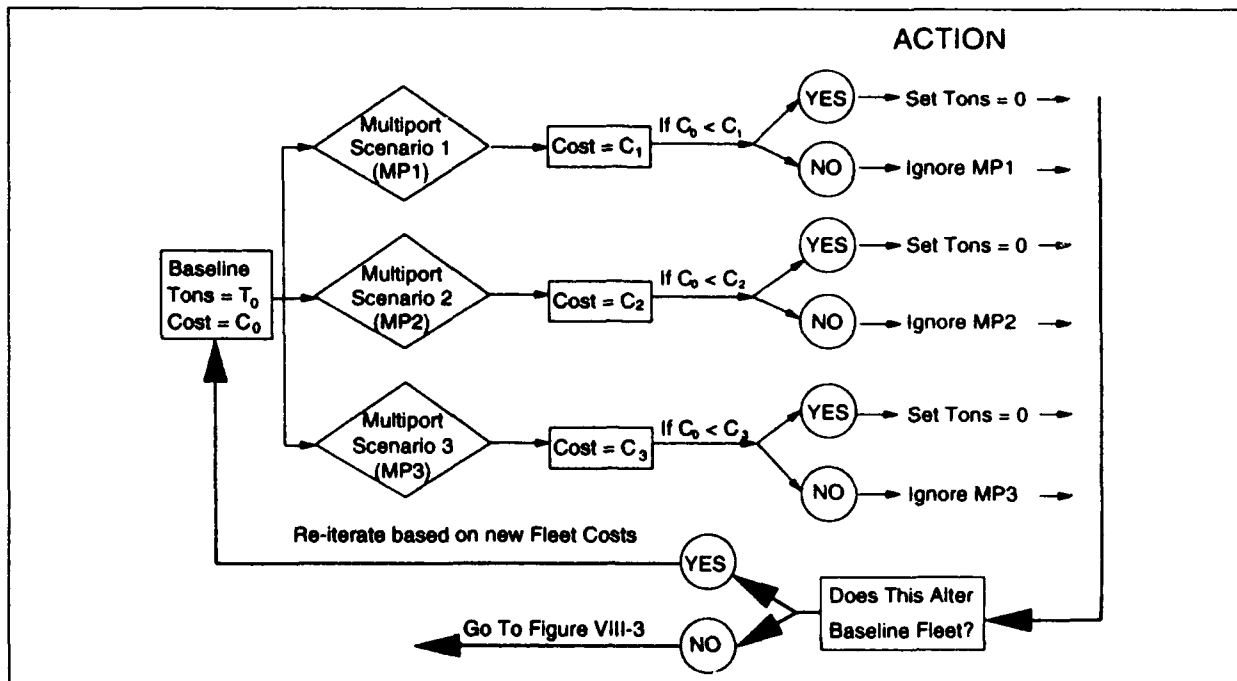 ACTION
Multiport
Scenario 1
(MP1)
Cost = C₁
If C₀ < C₁
YES
Set Tons = 0
NO
Ignore MP1
Baseline
Tons = T₀
Cost = C₀
Multiport
Scenario 2
(MP2)
Cost = C₂
If C₀ < C₂
YES
Set Tons = 0
NO
Ignore MP2
Multiport
Scenario 3
(MP3)
Cost = C₃
If C₀ < C₃
YES
Set Tons = 0
NO
Ignore MP3
Re-iterate based on new Fleet Costs
YES
Does This Alter
Baseline Fleet?
Go To Figure VIII-3
NO